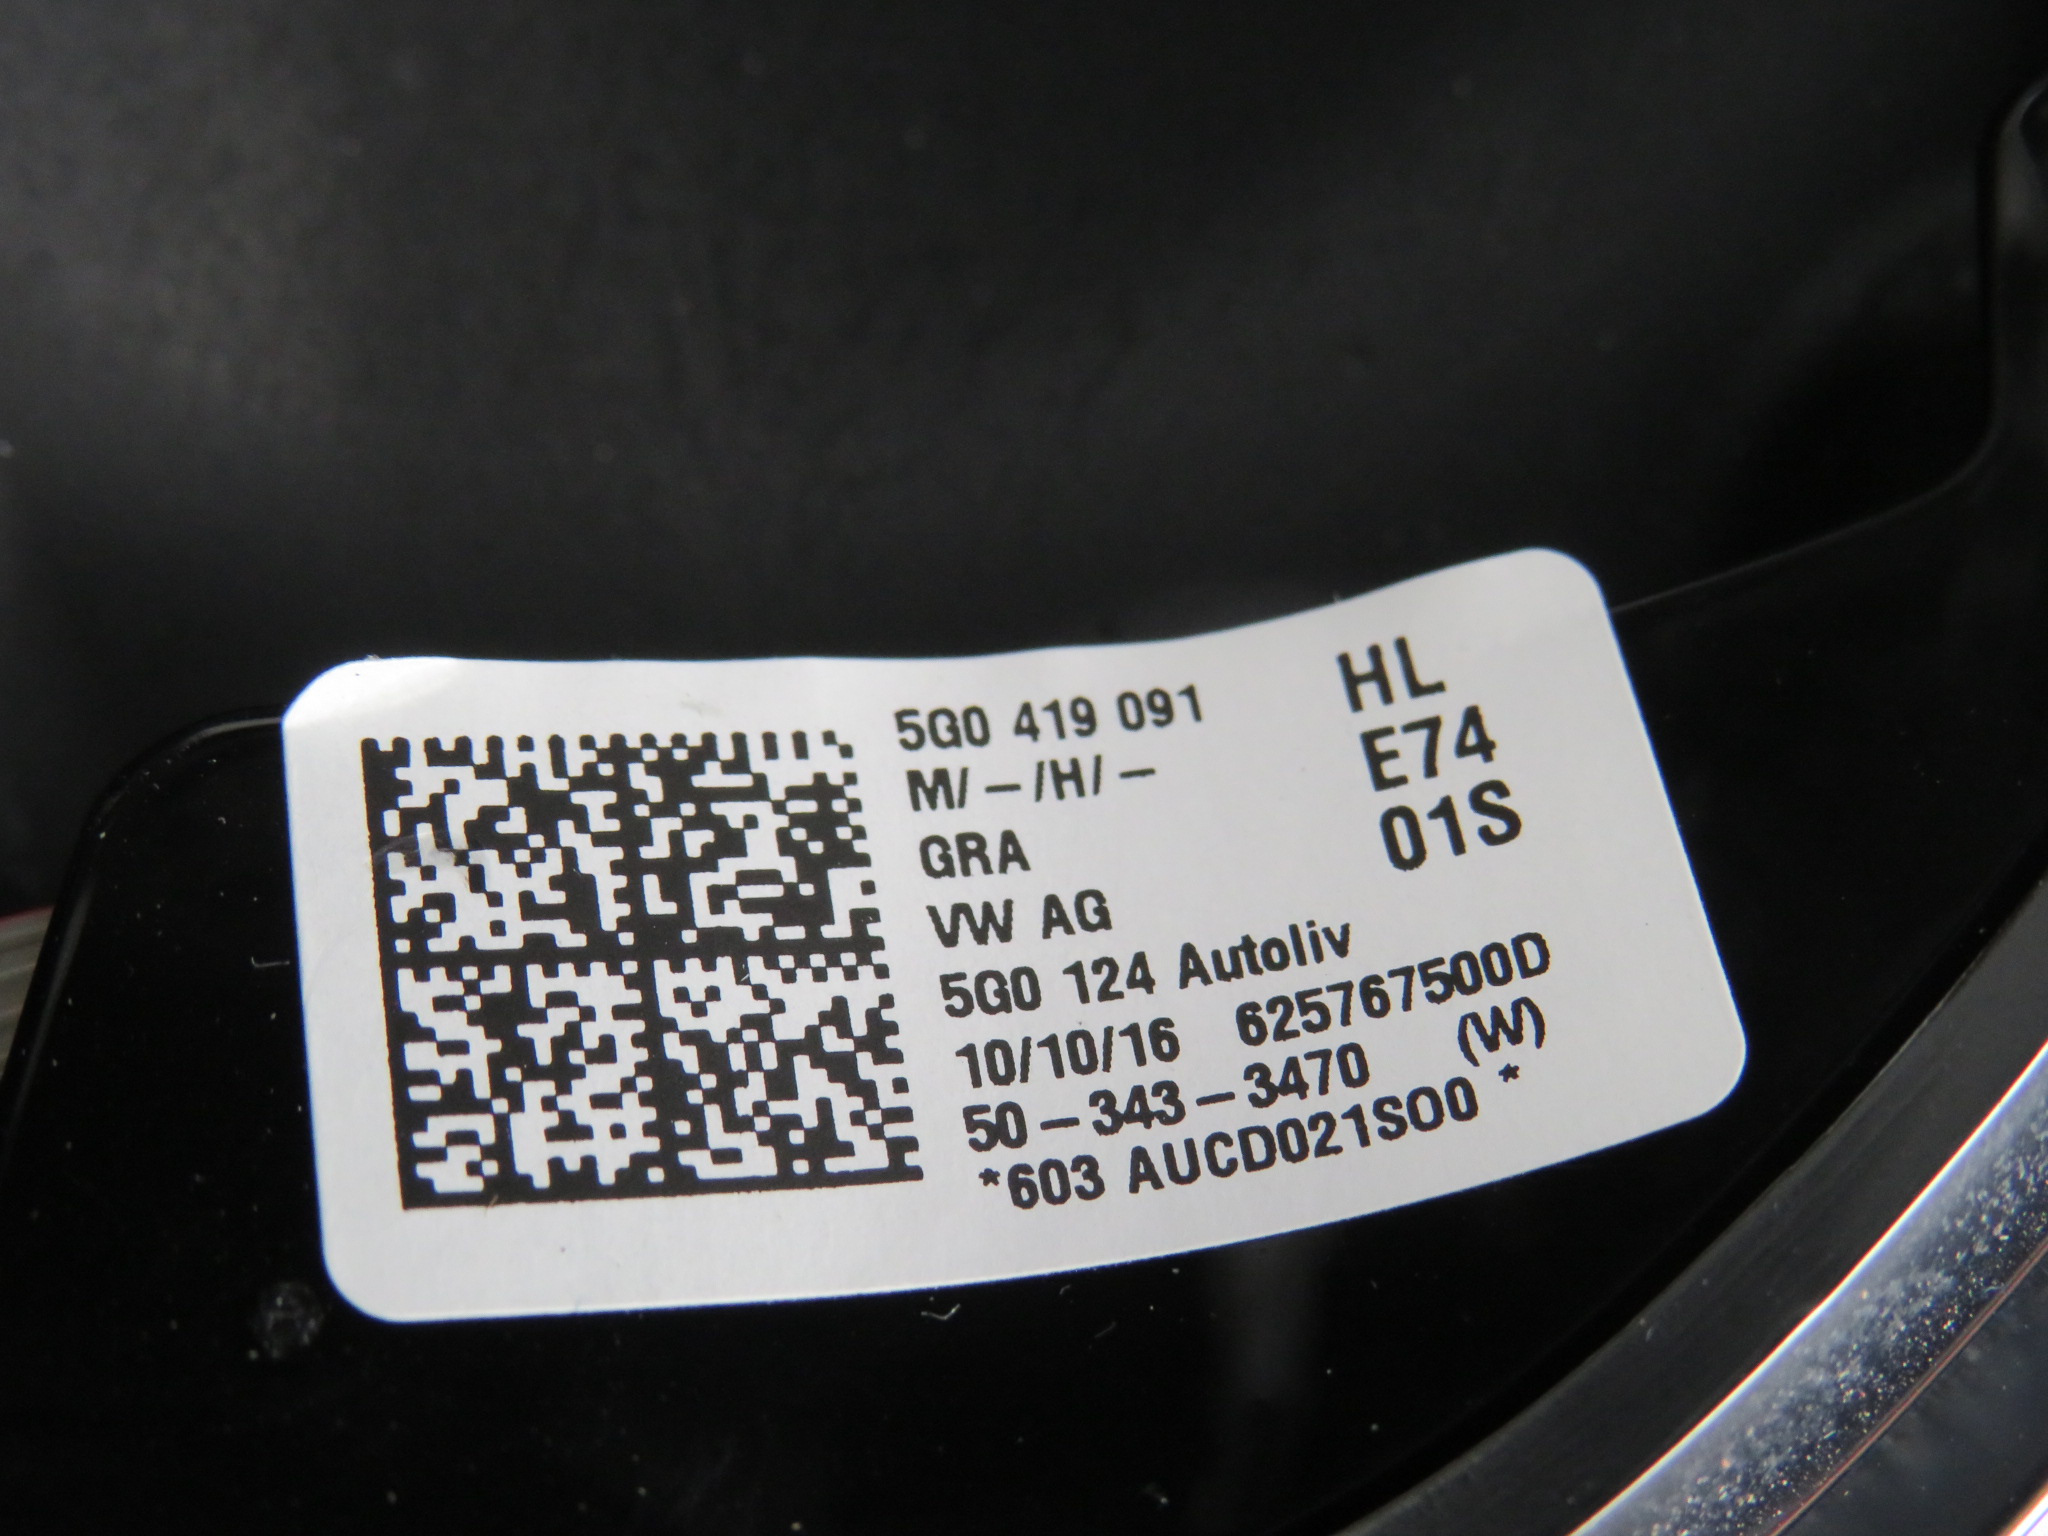 5G0 419 091
M/-/H/-
GRA
VW AG
5G0 124 Autoliv
10/10/16 625767500D
50-343-3470 (W)
*603 AUCD021SO0 *
HL
E74
01S